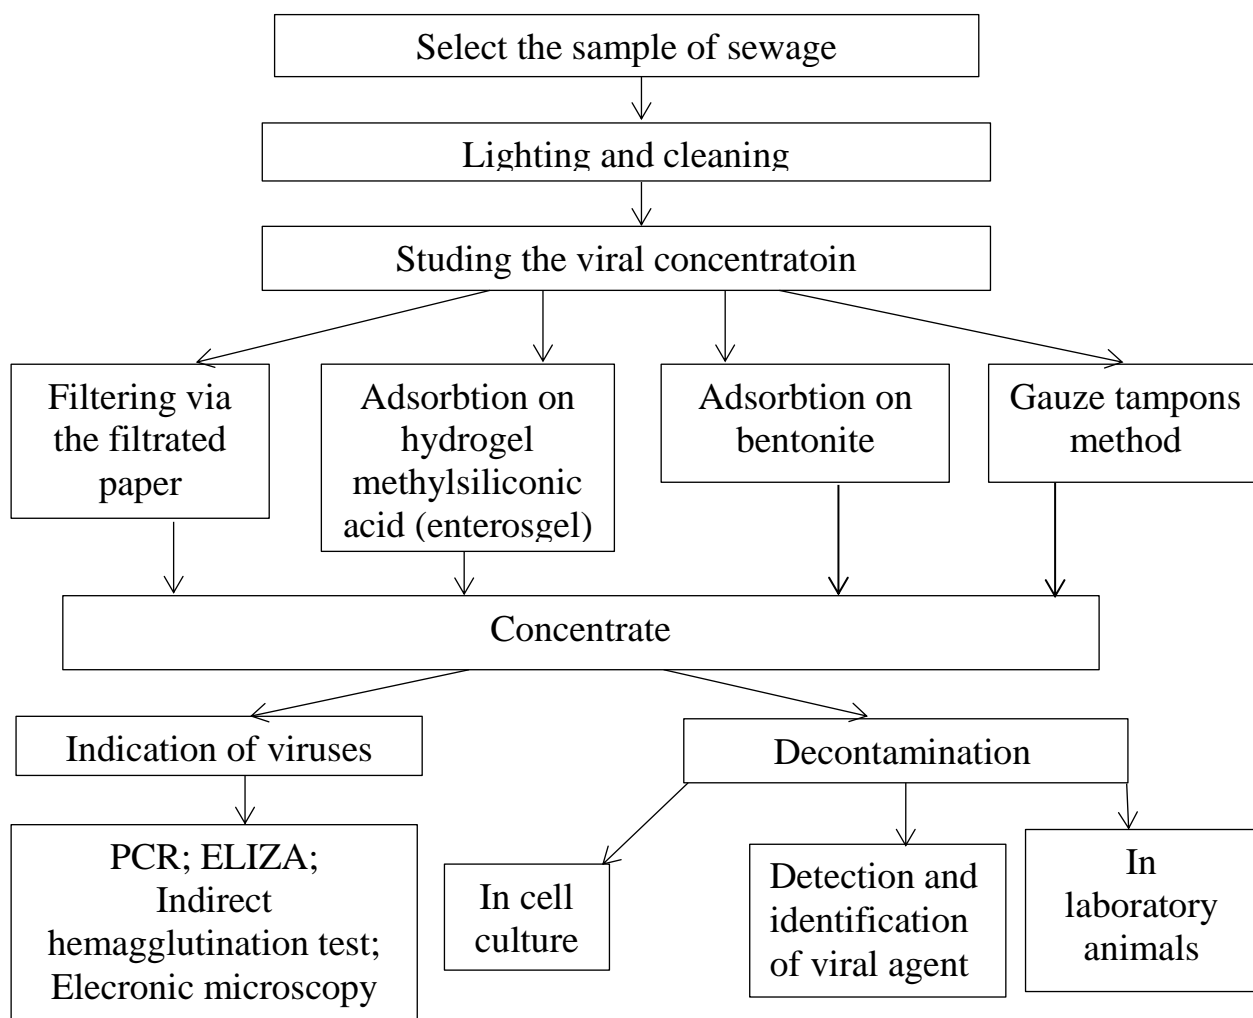 Select the sample of sewage
Lighting and cleaning
Studing the viral concentratoin
Filtering via
the filtrated
paper
Adsorbtion on
hydrogel
methylsiliconic
acid (enterosgel)
Adsorbtion on
bentonite
Gauze tampons
method
Concentrate
Indication of viruses
Decontamination
PCR; ELIZA;
Indirect
hemagglutination test;
Elecronic microscopy
In cell
culture
Detection and
identification
of viral agent
In
laboratory
animals